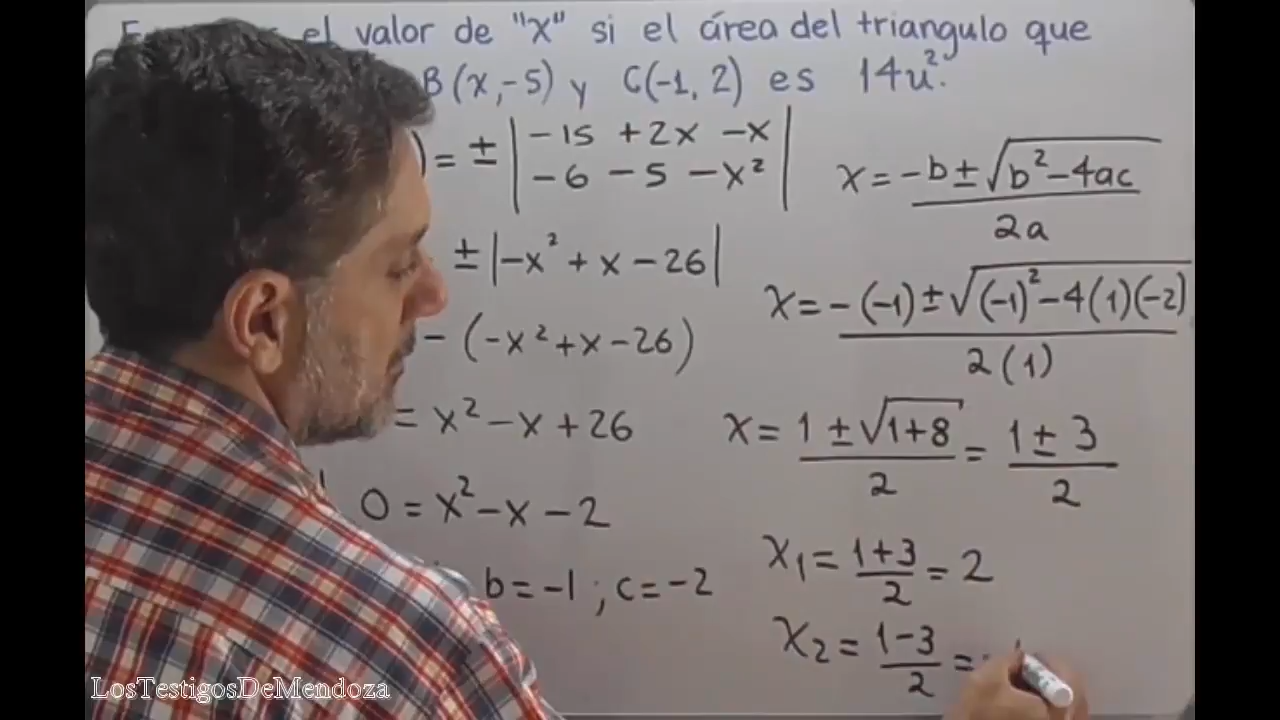 el valor de "x" si el área del triangulo que
B(x,-5) y C(-1, 2) es 14u².
) = ± | -15 +2x -x
-6 -5 -x² |
± |-x² + x - 26|
- (-x² + x - 26)
= x² - x + 26
0 = x² - x - 2
b = -1 ; c = -2
x = -b ± √b² - 4ac / 2a
x = -(-1) ± √(-1)² - 4(1)(-2) / 2(1)
x = 1 ± √1+8 / 2 = 1 ± 3 / 2
x₁ = 1+3 / 2 = 2
x₂ = 1-3 / 2 =
LosTestigosDeMendoza